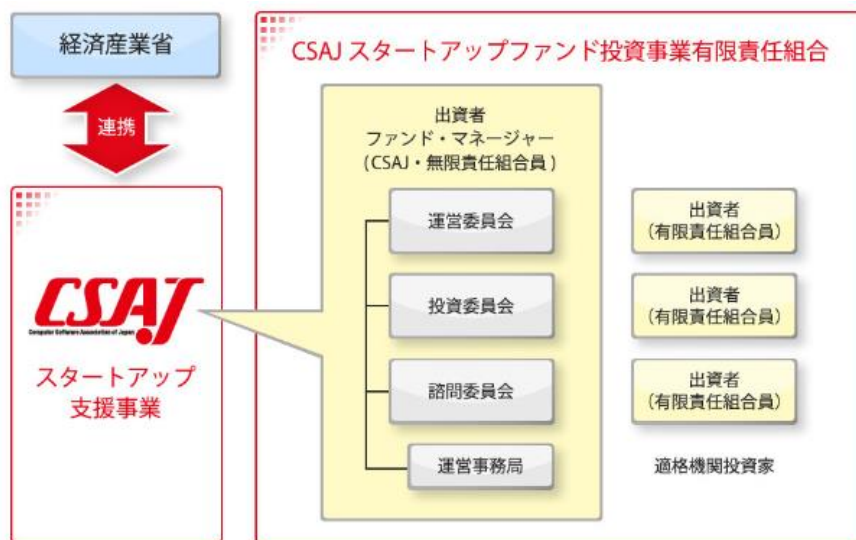 経済産業省
連携
CSAJ
Computer Software Association of Japan
スタートアップ
支援事業
CSAJ スタートアップファンド投資事業有限責任組合
出資者
ファンド・マネージャー
(CSAJ・無限責任組合員)
運営委員会
投資委員会
諮問委員会
運営事務局
出資者
(有限責任組合員)
出資者
(有限責任組合員)
出資者
(有限責任組合員)
適格機関投資家